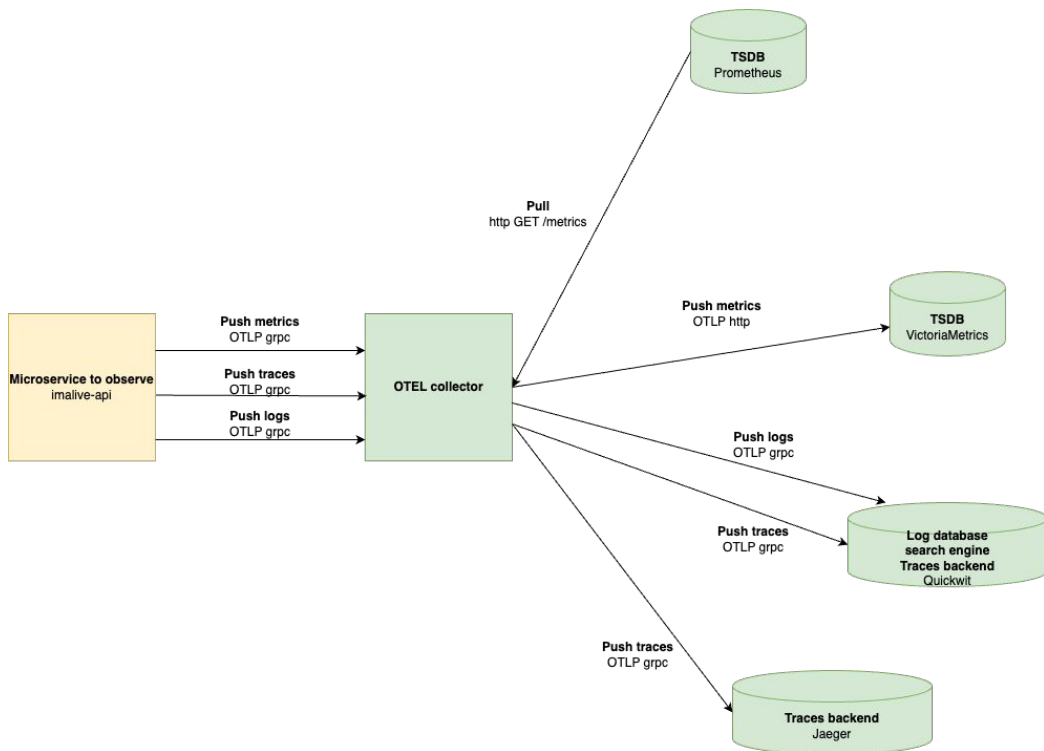 TSDB
Prometheus
Pull
http GET /metrics
Push metrics
OTLP http
TSDB
VictoriaMetrics
Push metrics
OTLP grpc
Microservice to observe
imalive-api
Push traces
OTLP grpc
OTEL collector
Push logs
OTLP grpc
Push logs
OTLP grpc
Push traces
OTLP grpc
Log database
search engine
Traces backend
Quickwit
Push traces
OTLP grpc
Traces backend
Jaeger